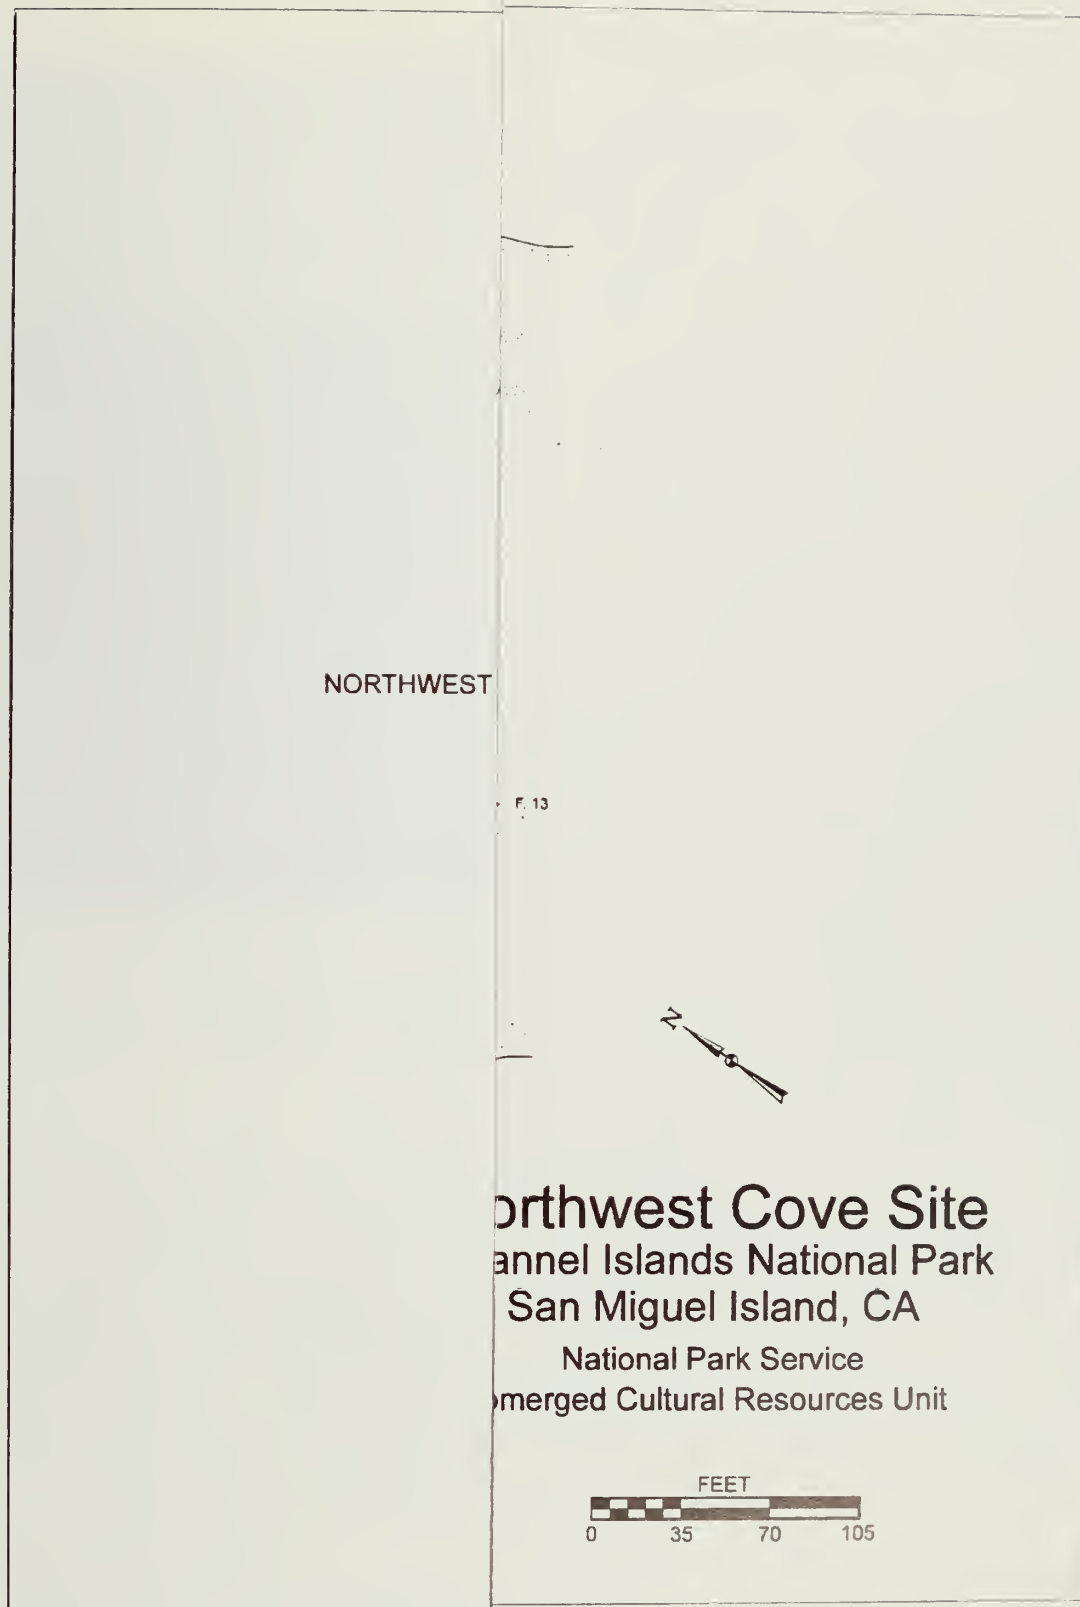 NORTHWEST
F. 13
N
orthwest Cove Site
annel Islands National Park
San Miguel Island, CA
National Park Service
omerged Cultural Resources Unit
FEET
0 35 70 105